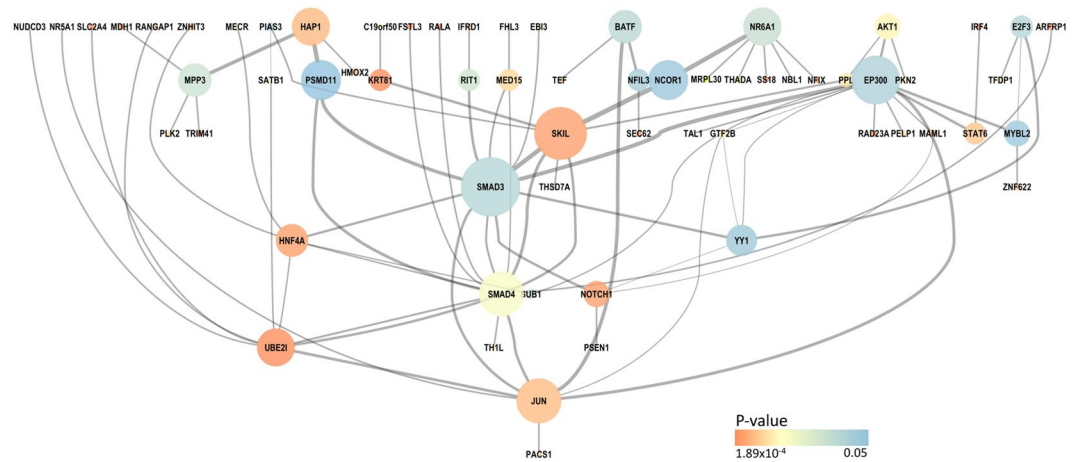 NUDCD3 NR5A1 SLC2A4 MDH1 RANGAP1 ZNHIT3 MECR PIAS3 HAP1 C19orf50 FSTL3 RALA IFRD1 FHL3 EBI3 BATF NR6A1 AKT1 IRF4 E2F3 ARFRP1
MPP3 SATB1 PSMD11 HMOX2 KRT81 RIT1 MED15 TEF NFIL3 NCOR1 MRPL30 THADA SS18 NBL1 NFIX PPL EP300 PKN2 TFDP1
PLK2 TRIM41 SKIL SEC62 TAL1 GTF2B RAD23A PELP1 MAML1 STAT6 MYBL2
SMAD3 THSD7A ZNF622
HNF4A YY1
SMAD4 SUB1 NOTCH1
UBE2I TH1L PSEN1
JUN
P-value
1.89x10⁻⁴ 0.05
PACS1